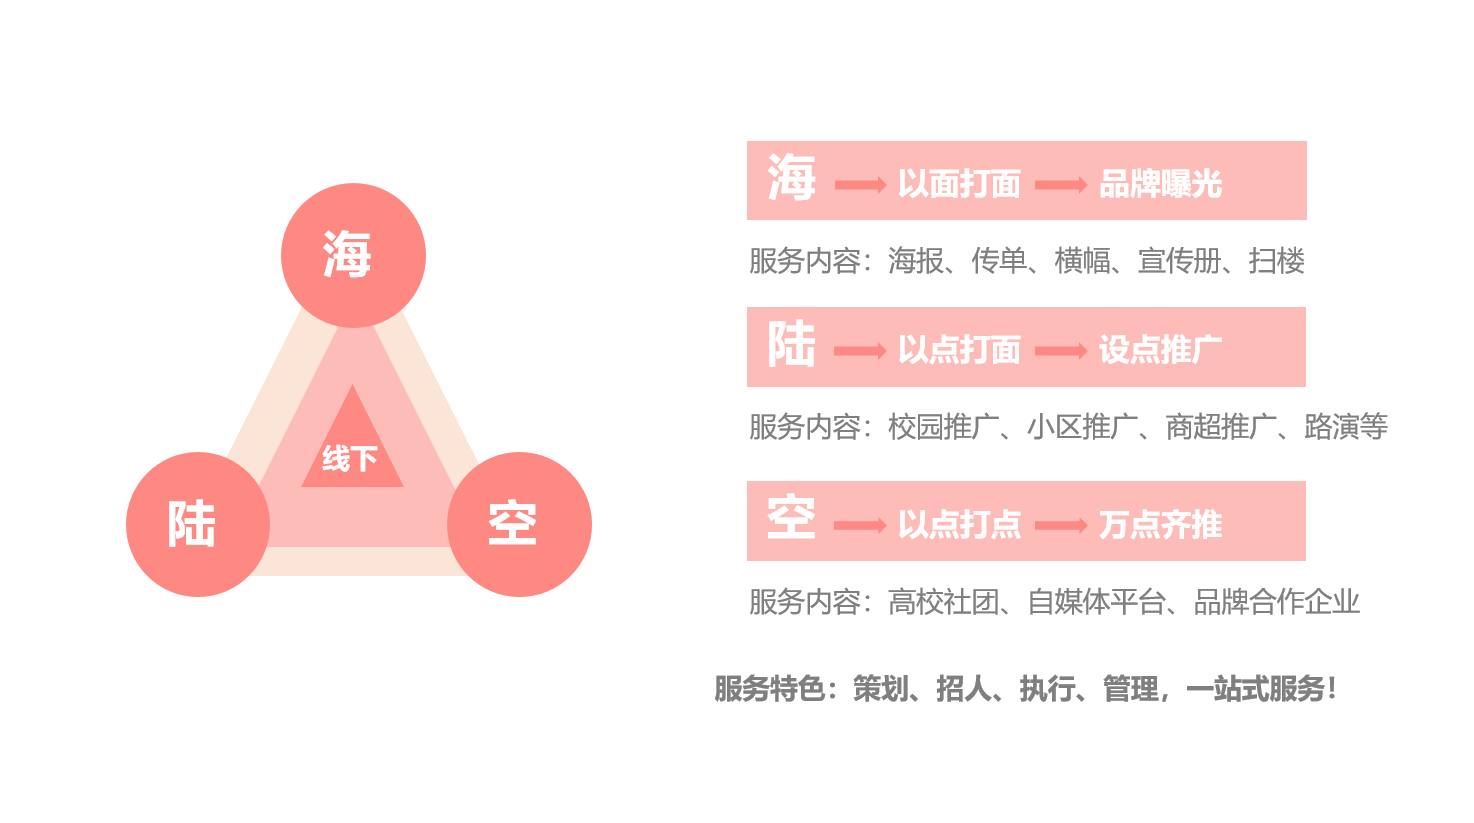 海
陆
空
线下
海 以面打面 品牌曝光
服务内容：海报、传单、横幅、宣传册、扫楼
陆 以点打面 设点推广
服务内容：校园推广、小区推广、商超推广、路演等
空 以点打点 万点齐推
服务内容：高校社团、自媒体平台、品牌合作企业
服务特色：策划、招人、执行、管理，一站式服务！